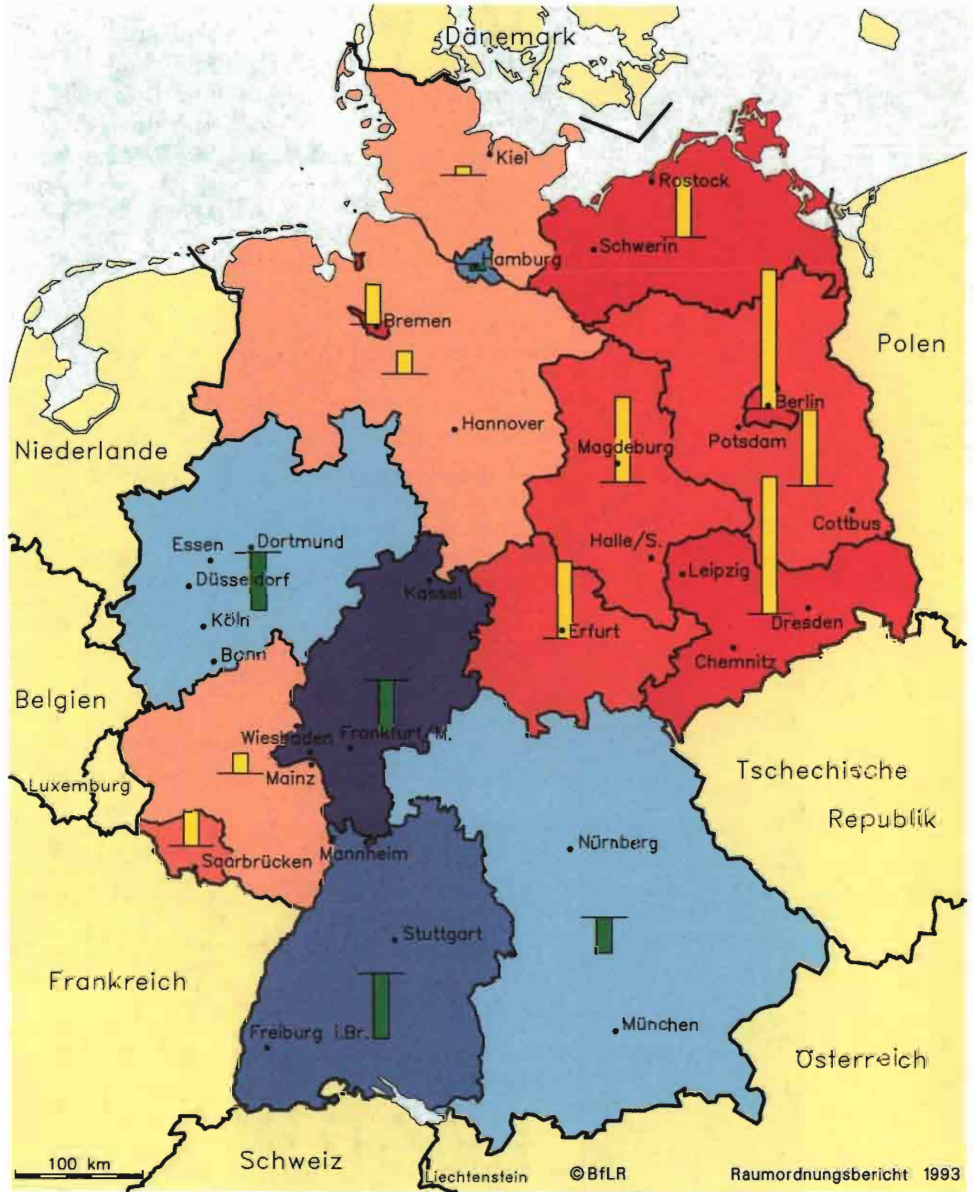 Dänemark
Kiel
Rostock
Schwerin
Hamburg
Bremen
Polen
Berlin
Hannover
Potsdam
Niederlande
Magdeburg
Cottbus
Essen
Dortmund
Halle/S.
Leipzig
Düsseldorf
Kassel
Dresden
Köln
Erfurt
Chemnitz
Bonn
Belgien
Wiesbaden
Frankfurt/M.
Mainz
Luxemburg
Tschechische
Republik
Nürnberg
Mannheim
Saarbrücken
Stuttgart
Frankreich
München
Freiburg i.Br.
Österreich
100 km
Schweiz
Liechtenstein
©BfLR
Raumordnungsbericht 1993